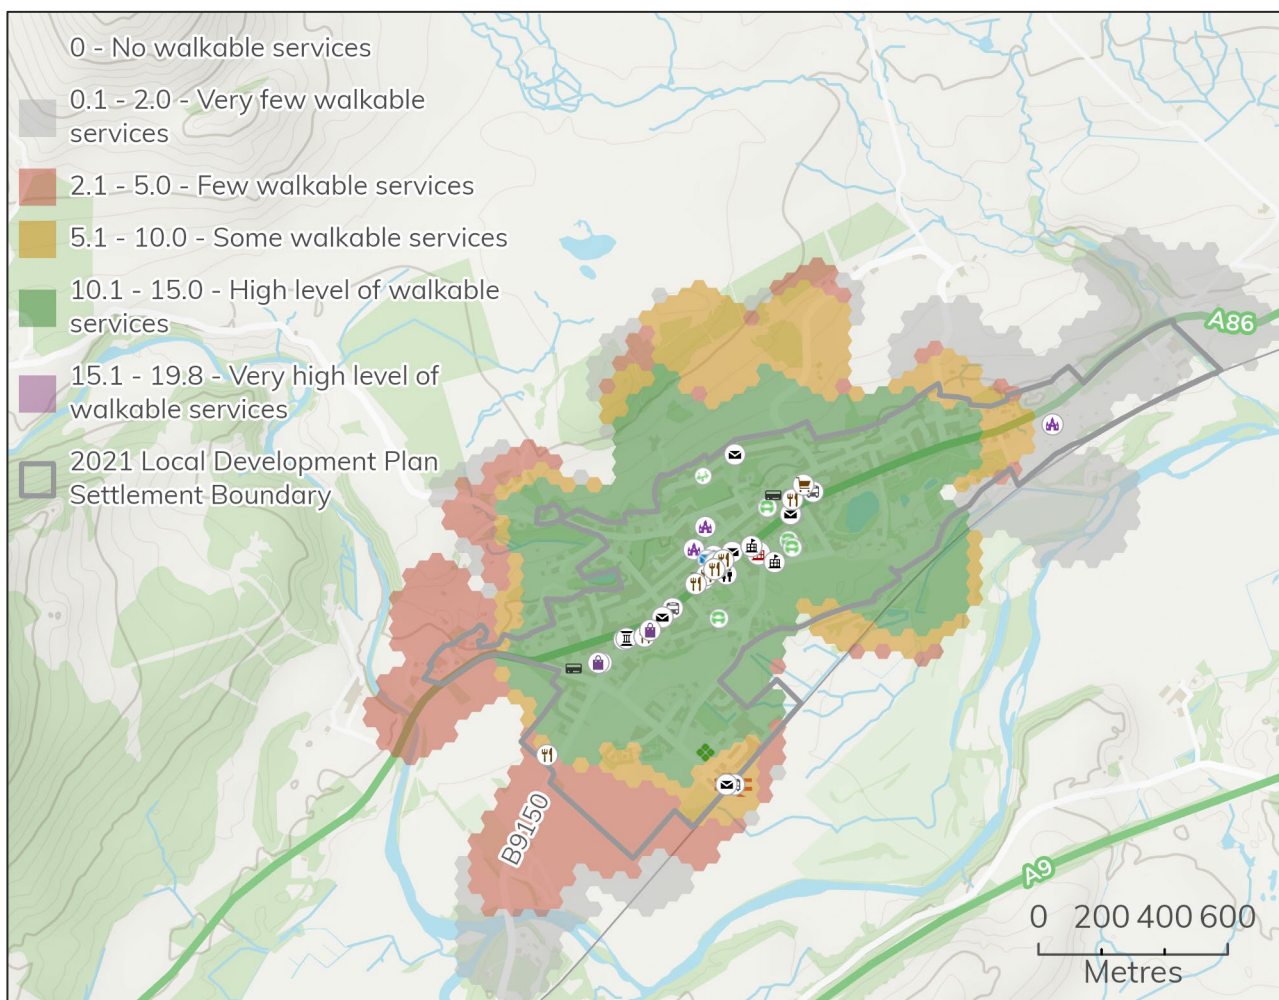 0 - No walkable services
0.1 - 2.0 - Very few walkable
services
2.1 - 5.0 - Few walkable services
5.1 - 10.0 - Some walkable services
10.1 - 15.0 - High level of walkable
services
15.1 - 19.8 - Very high level of
walkable services
2021 Local Development Plan
Settlement Boundary
A86
B9150
A9
0 200 400 600
Metres